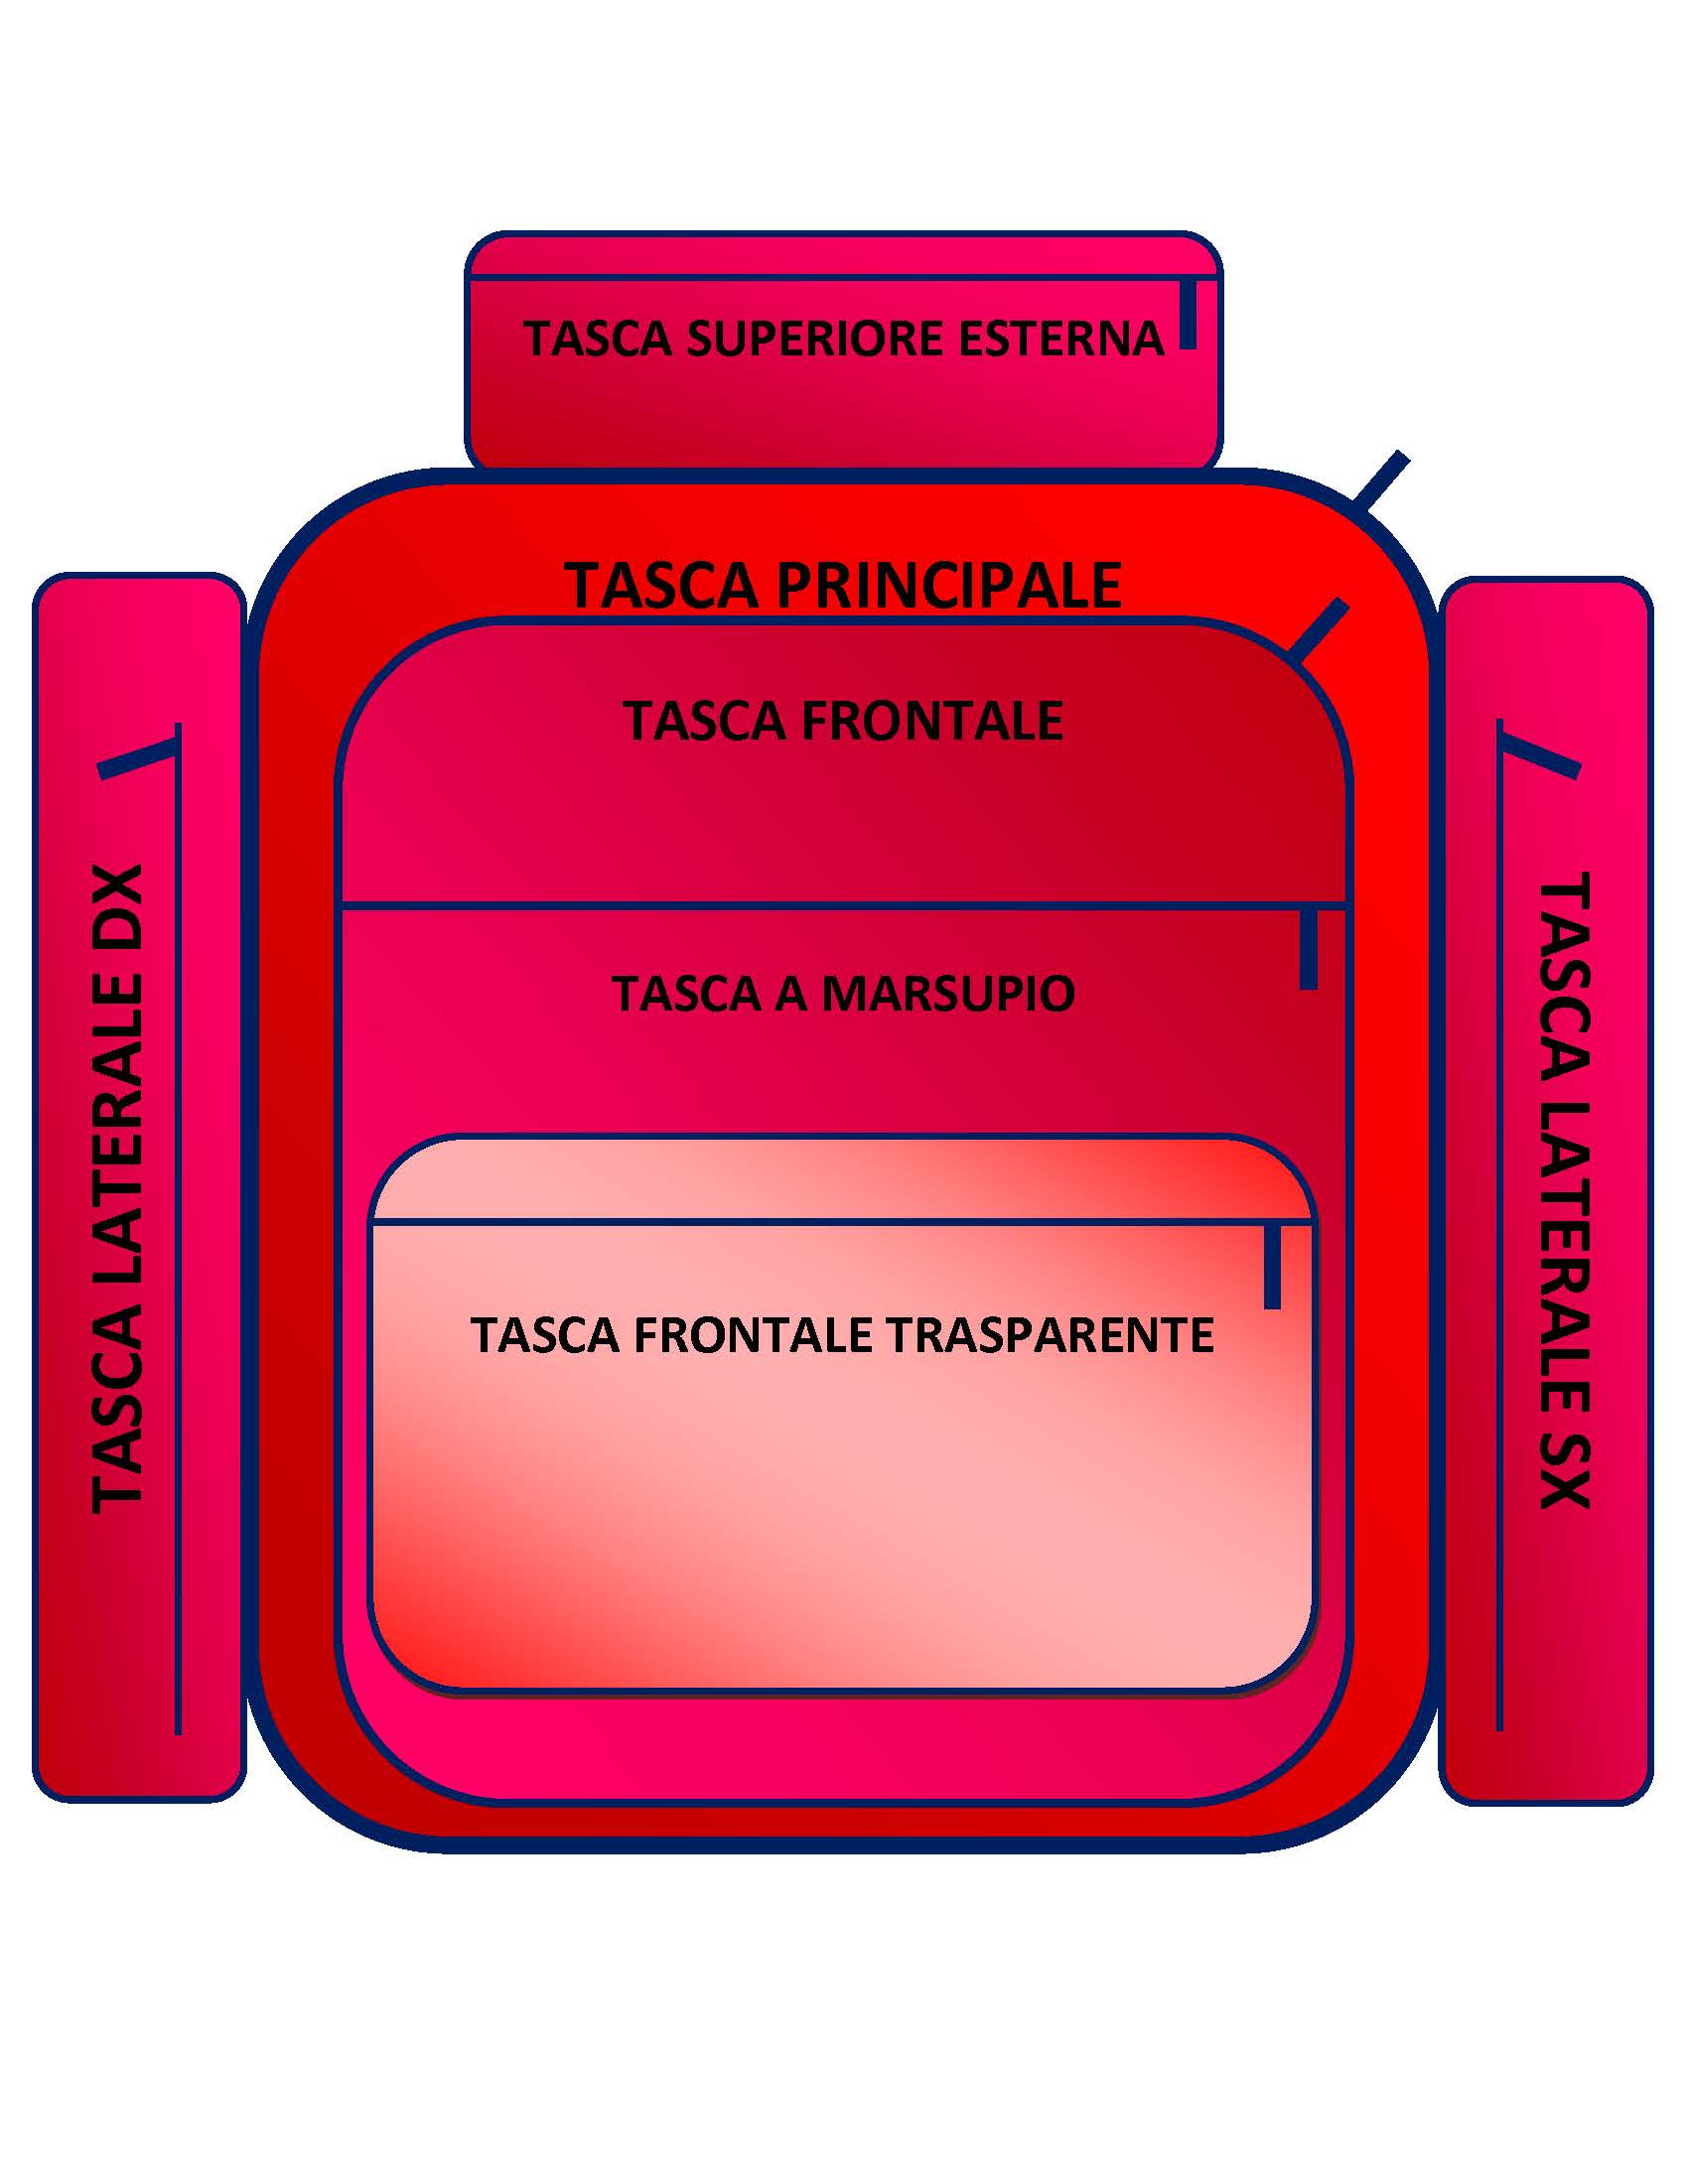 TASCA SUPERIORE ESTERNA
TASCA PRINCIPALE
TASCA FRONTALE
TASCA LATERALE DX
TASCA A MARSUPIO
TASCA LATERALE SX
TASCA FRONTALE TRASPARENTE